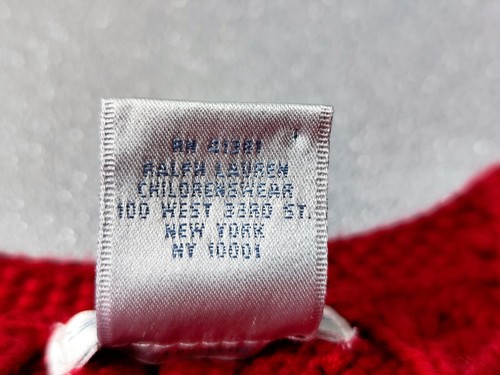 RN 41381
RALPH LAUREN
CHILDRENSWEAR
100 WEST 33RD ST.
NEW YORK
NY 10001